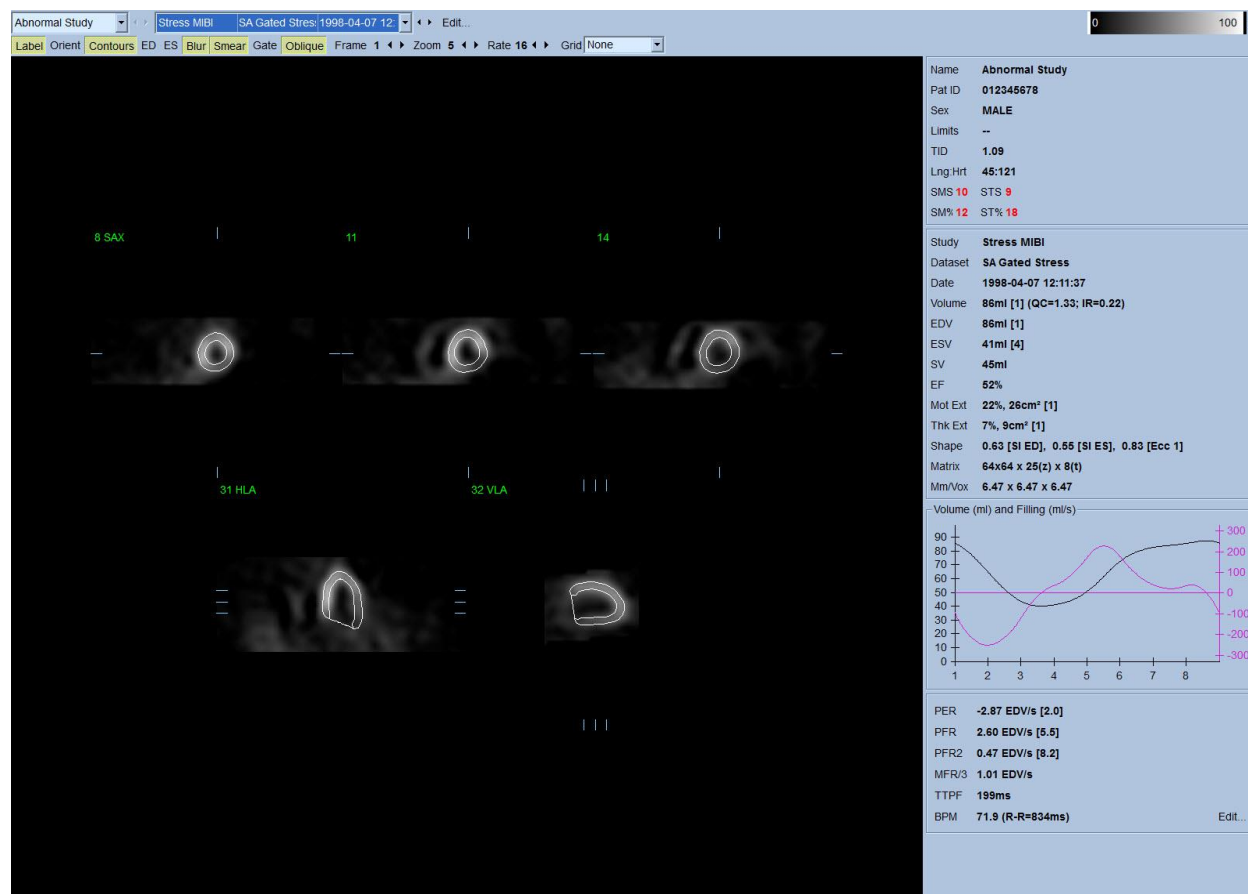 Abnormal Study Stress MIBI SA Gated Stres: 1998-04-07 12: Edit...
0 100
Label Orient Contours ED ES Blur Smear Gate Oblique Frame 1 Zoom 5 Rate 16 Grid None
Name Abnormal Study
Pat ID 012345678
Sex MALE
Limits --
TID 1.09
Lng:Hrt 45:121
SMS 10 STS 9
SM% 12 ST% 18
8 SAX 11 14
Study Stress MIBI
Dataset SA Gated Stress
Date 1998-04-07 12:11:37
Volume 86ml [1] (QC=1.33; IR=0.22)
EDV 86ml [1]
ESV 41ml [4]
SV 45ml
EF 52%
Mot Ext 22%, 26cm² [1]
Thk Ext 7%, 9cm² [1]
Shape 0.63 [SI ED], 0.55 [SI ES], 0.83 [Ecc 1]
Matrix 64x64 x 25(z) x 8(t)
Mm/Vox 6.47 x 6.47 x 6.47
31 HLA 32 VLA
Volume (ml) and Filling (ml/s)
90
80
70
60
50
40
30
20
10
0
300
200
100
0
-100
-200
-300
1 2 3 4 5 6 7 8
PER -2.87 EDV/s [2.0]
PFR 2.60 EDV/s [5.5]
PFR2 0.47 EDV/s [8.2]
MFR/3 1.01 EDV/s
TTPF 199ms
BPM 71.9 (R-R=834ms) Edit...